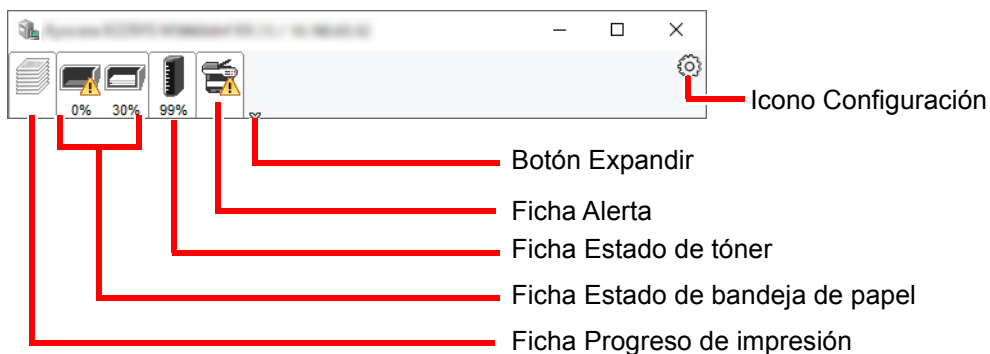 0% 30% 99%
Icono Configuración
Botón Expandir
Ficha Alerta
Ficha Estado de tóner
Ficha Estado de bandeja de papel
Ficha Progreso de impresión